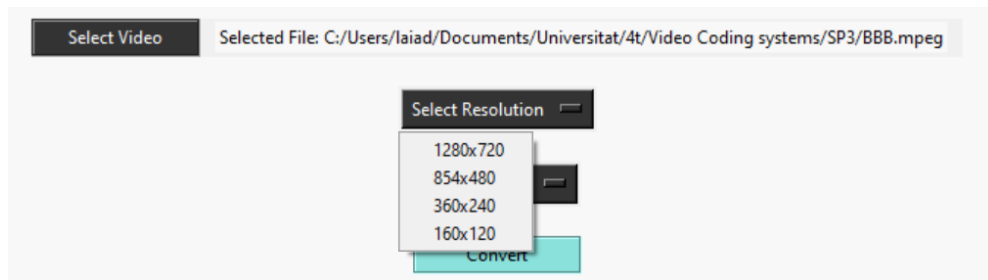 Select Video Selected File: C:/Users/laiad/Documents/Universitat/4t/Video Coding systems/SP3/BBB.mpeg
Select Resolution
1280x720
854x480
360x240
160x120
Convert